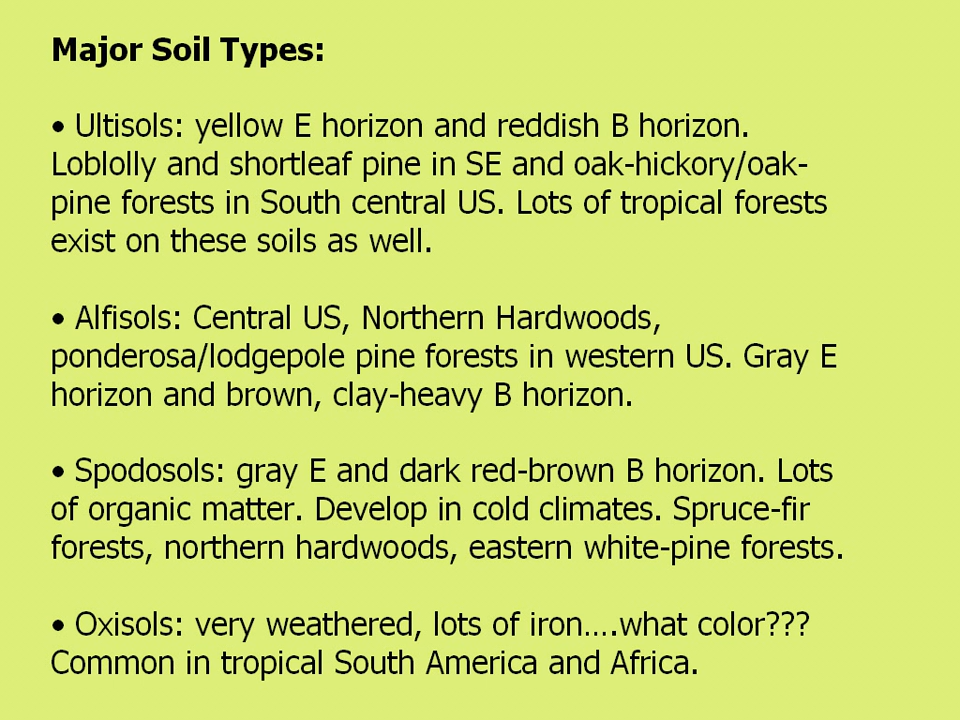 Major Soil Types:
• Ultisols: yellow E horizon and reddish B horizon.
Loblolly and shortleaf pine in SE and oak-hickory/oak-
pine forests in South central US. Lots of tropical forests
exist on these soils as well.
• Alfisols: Central US, Northern Hardwoods,
ponderosa/lodgepole pine forests in western US. Gray E
horizon and brown, clay-heavy B horizon.
• Spodosols: gray E and dark red-brown B horizon. Lots
of organic matter. Develop in cold climates. Spruce-fir
forests, northern hardwoods, eastern white-pine forests.
• Oxisols: very weathered, lots of iron….what color???
Common in tropical South America and Africa.